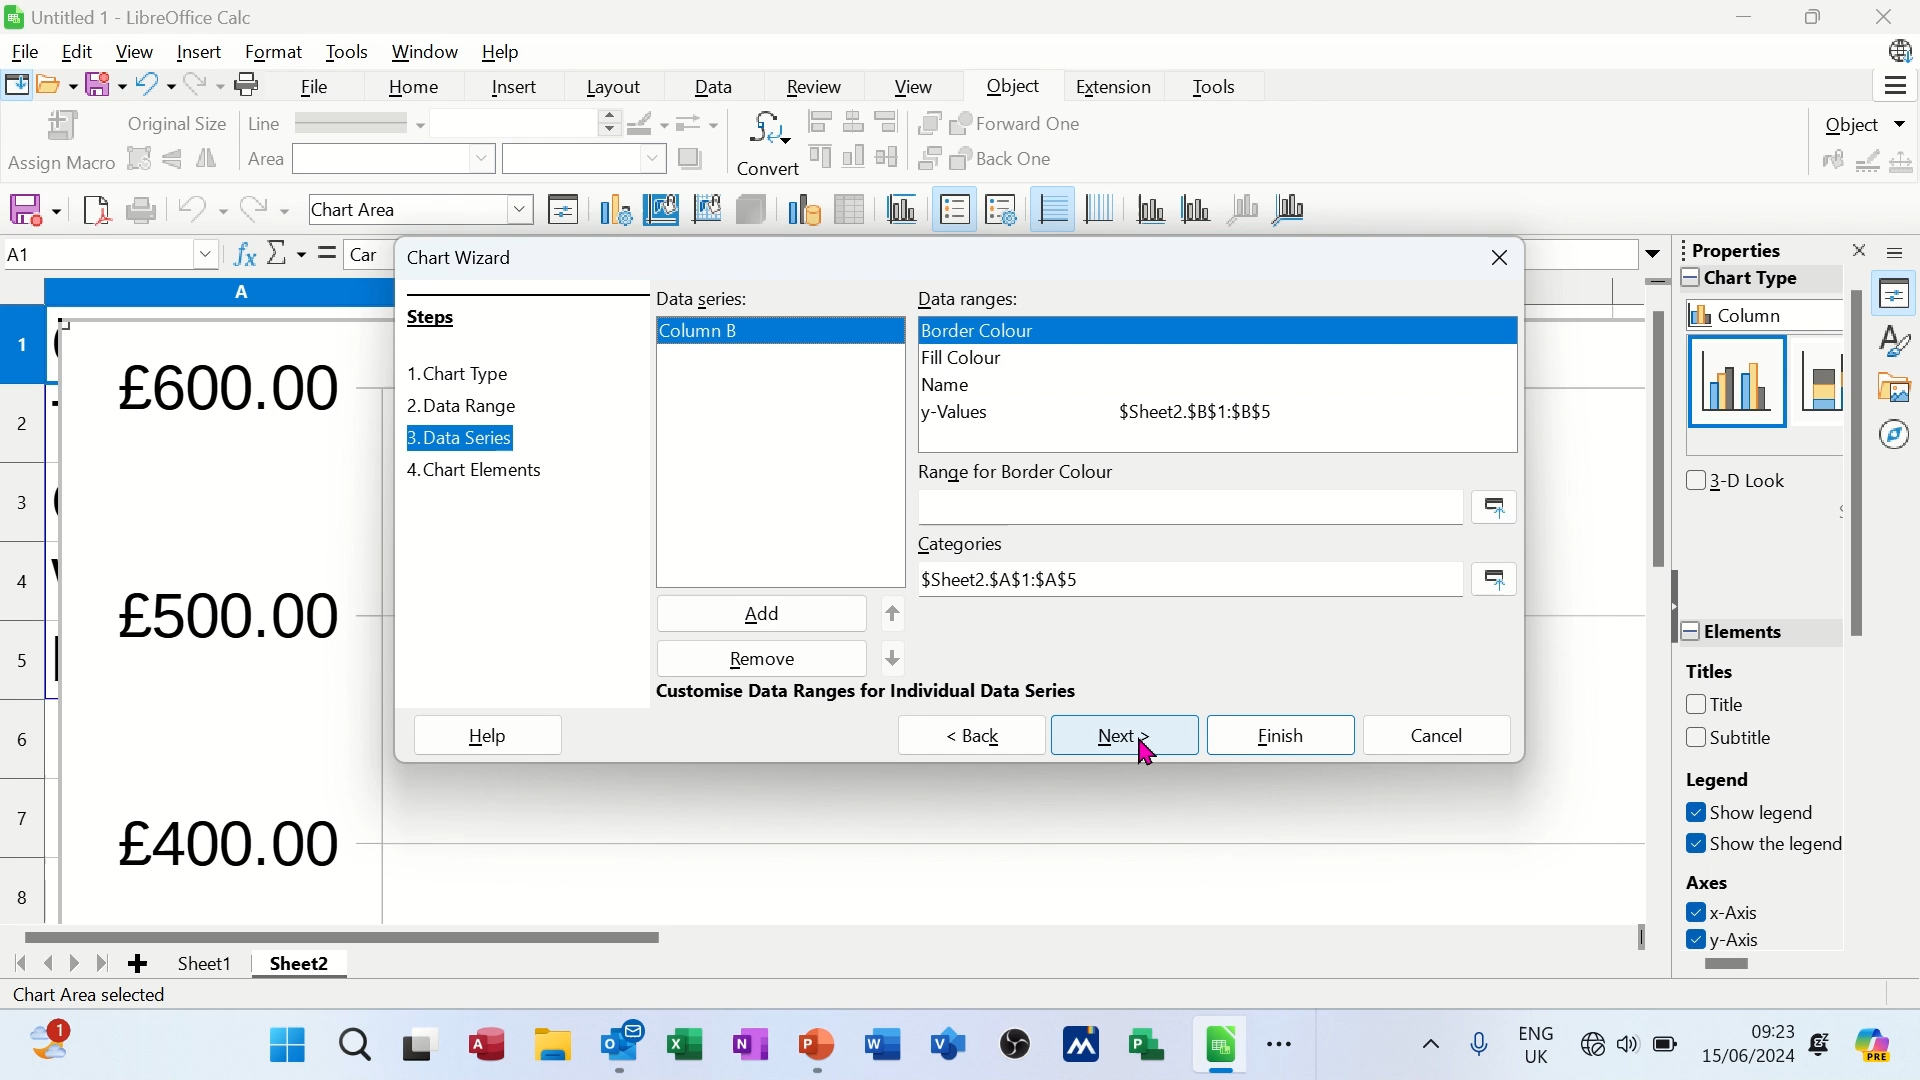 Untitled 1 - LibreOffice Calc
File Edit View Insert Format Tools Window Help
File Home Insert Layout Data Review View Object Extension Tools
Assign Macro Original Size Line Area Convert Forward One Back One Object
Chart Area
A1 Car
Chart Wizard
Steps
1.Chart Type
2.Data Range
3.Data Series
4.Chart Elements
Data series:
Column B
Add
Remove
Data ranges:
Border Colour
Fill Colour
Name
y-Values $Sheet2.$B$1:$B$5
Range for Border Colour
Categories
$Sheet2.$A$1:$A$5
Customise Data Ranges for Individual Data Series
Help < Back Next > Finish Cancel
A
1
2
3
4
5
6
7
8
£600.00
£500.00
£400.00
Properties
Chart Type
Column
3-D Look
Elements
Titles
Title
Subtitle
Legend
Show legend
Show the legend
Axes
x-Axis
y-Axis
Sheet1 Sheet2
Chart Area selected
1
ENG
UK
09:23
15/06/2024
PRE